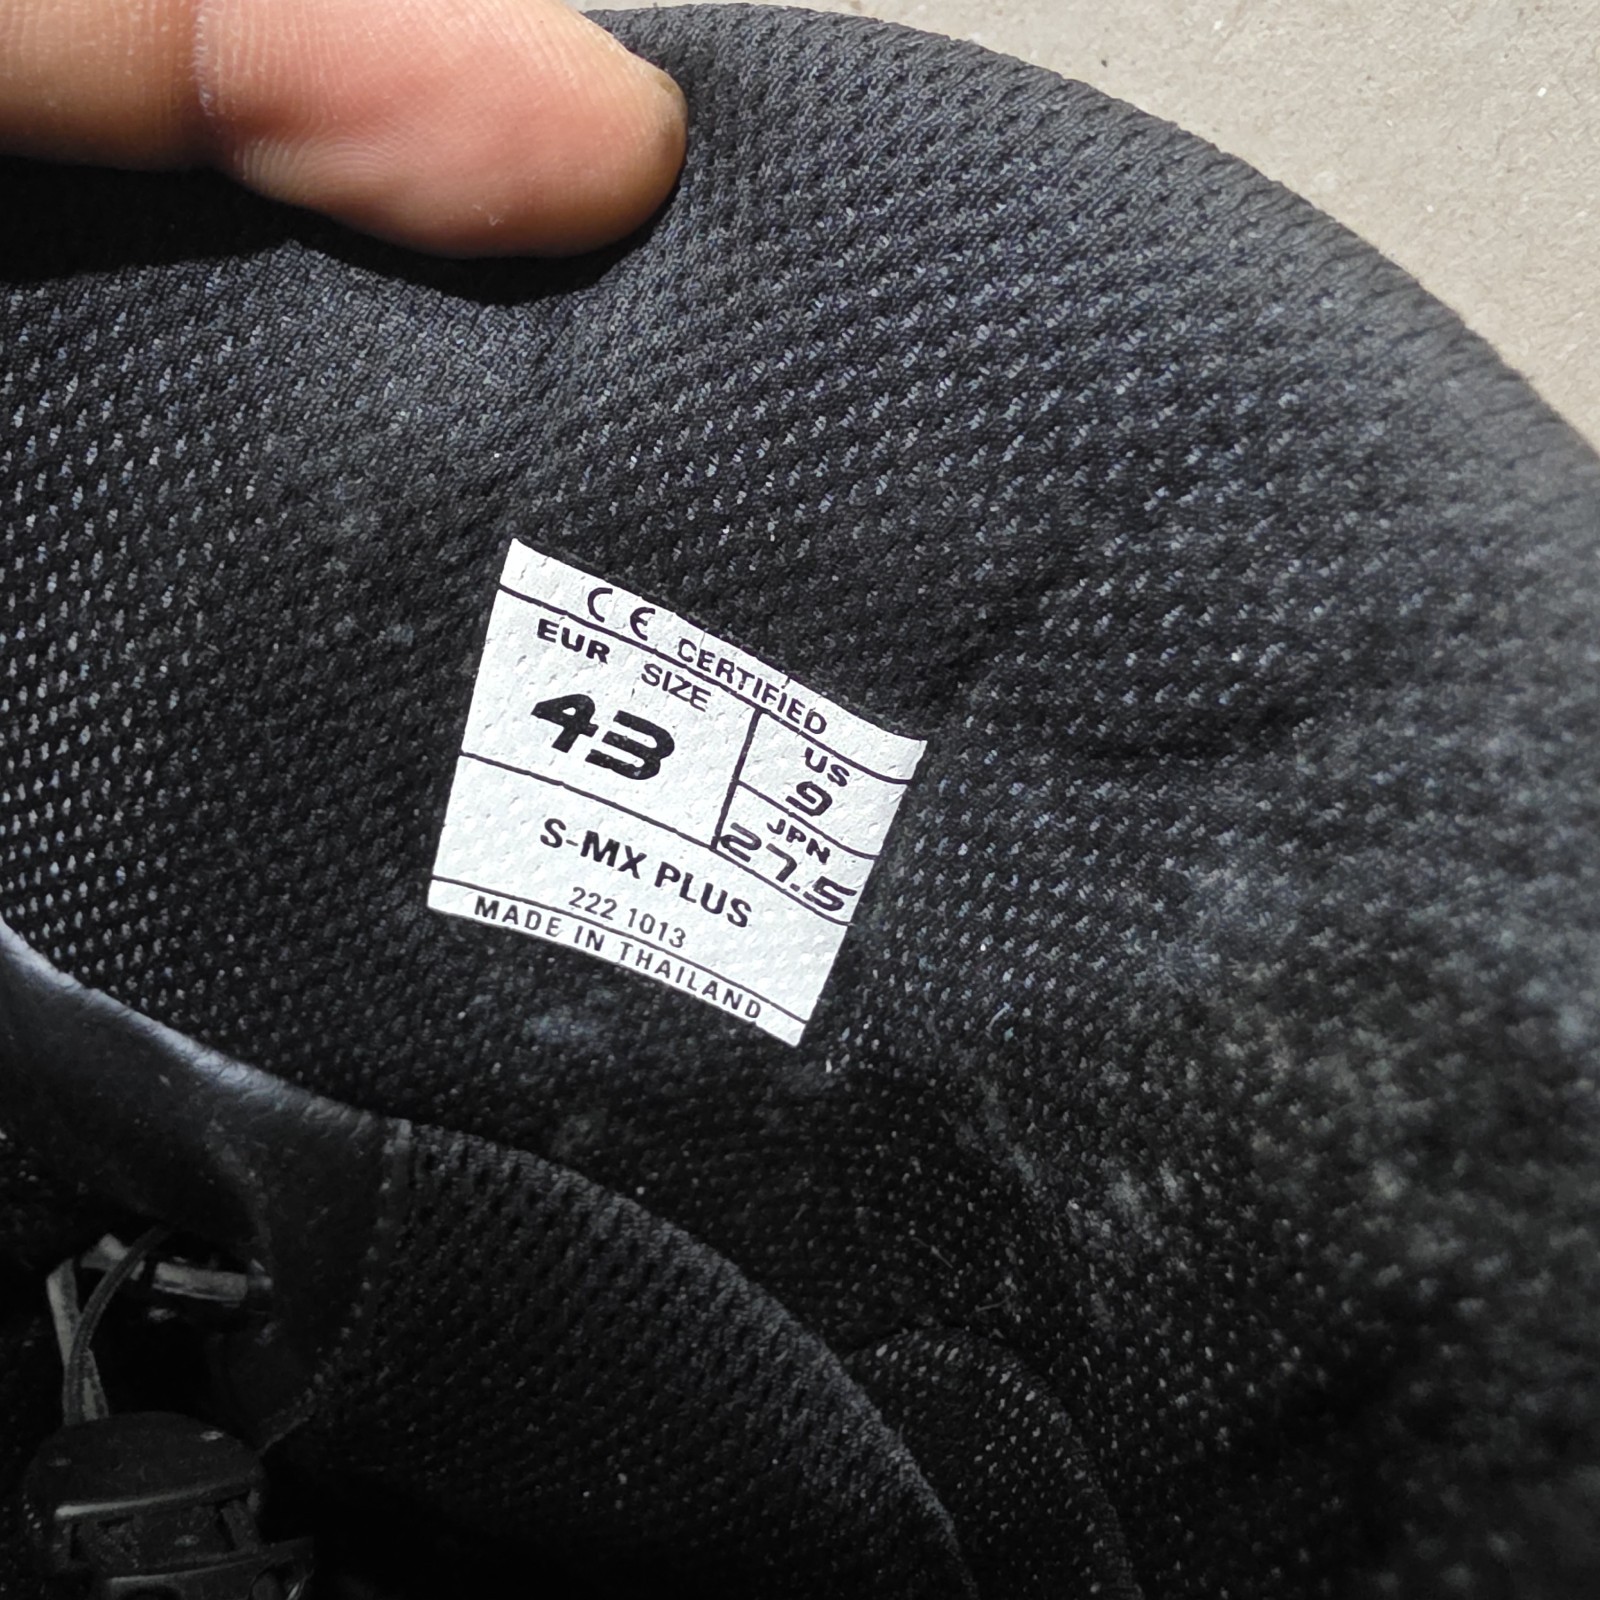 CE CERTIFIED
EUR SIZE
43
US
9
JPN
27.5
S-MX PLUS
222 1013
MADE IN THAILAND